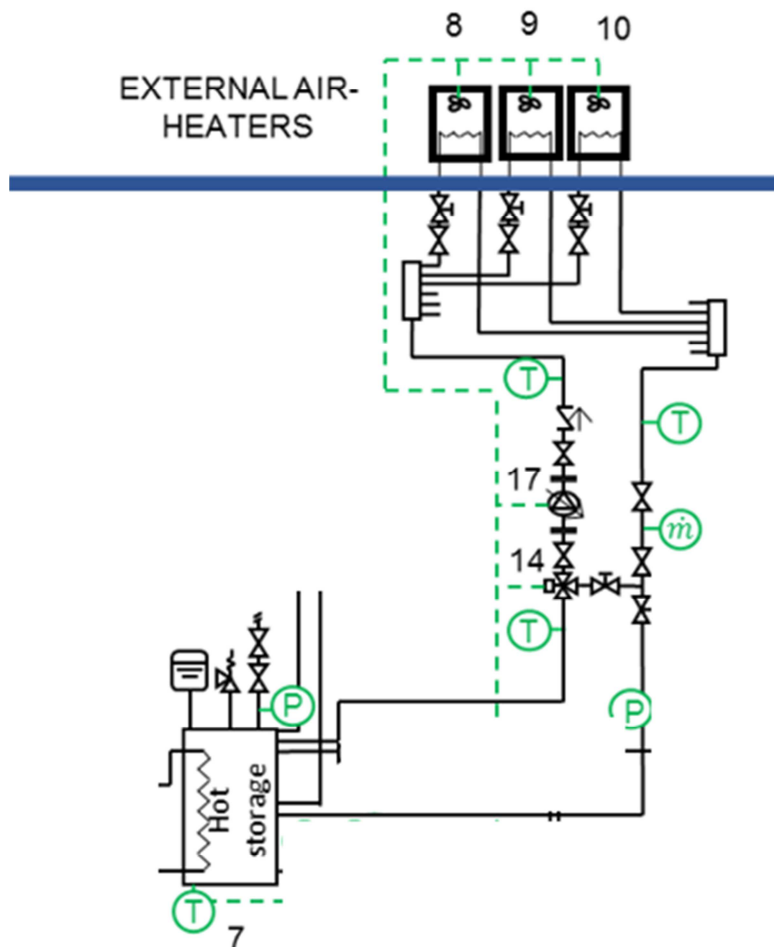 8 9 10
EXTERNAL AIR-
HEATERS
T
T
17
ṁ
14
T
P
P
Hot
storage
T
7